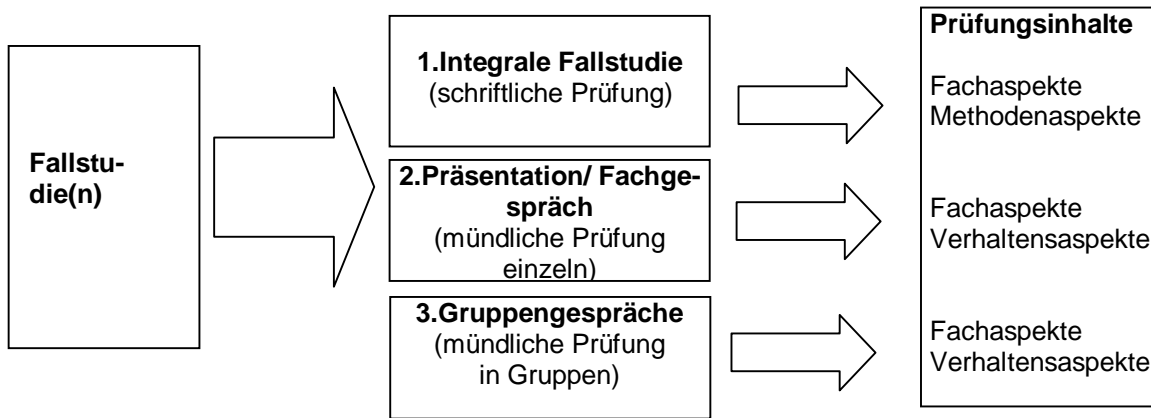 Fallstu-
die(n)
1.Integrale Fallstudie
(schriftliche Prüfung)
2.Präsentation/ Fachge-
spräch
(mündliche Prüfung
einzeln)
3.Gruppengespräche
(mündliche Prüfung
in Gruppen)
Prüfungsinhalte
Fachaspekte
Methodenaspekte
Fachaspekte
Verhaltensaspekte
Fachaspekte
Verhaltensaspekte